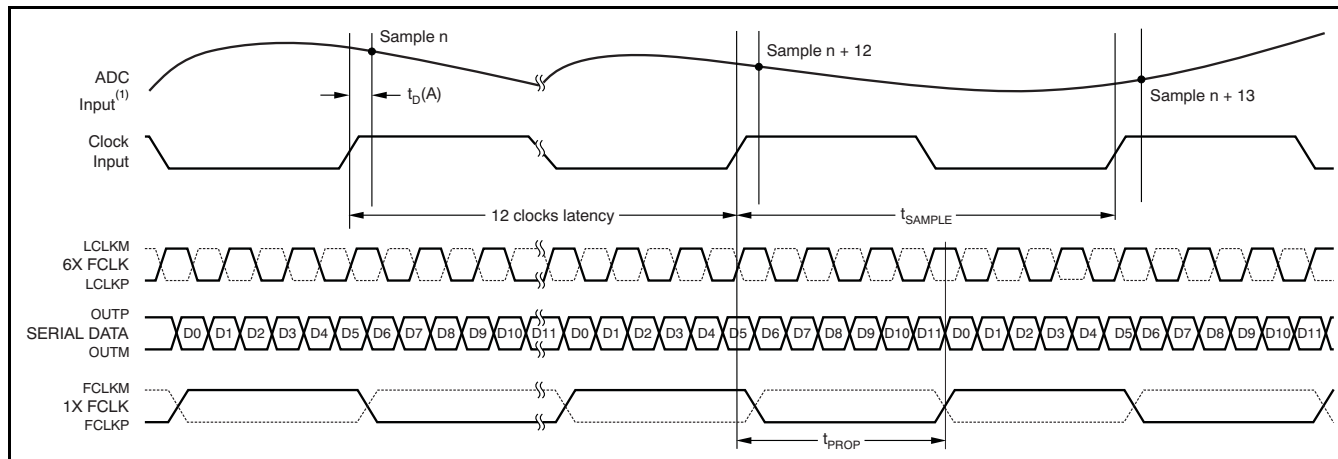 Sample n
Sample n + 12
ADC
Input(1)
tD(A)
Sample n + 13
Clock
Input
12 clocks latency
tSAMPLE
LCLKM
6X FCLK
LCLKP
OUTP
SERIAL DATA
OUTM
D0 D1 D2 D3 D4 D5 D6 D7 D8 D9 D10 D11 D0 D1 D2 D3 D4 D5 D6 D7 D8 D9 D10 D11 D0 D1 D2 D3 D4 D5 D6 D7 D8 D9 D10 D11
FCLKM
1X FCLK
FCLKP
tPROP